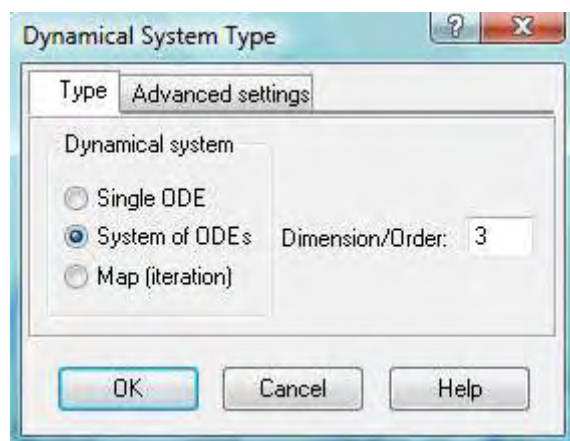 Dynamical System Type
Type Advanced settings
Dynamical system
Single ODE
System of ODEs Dimension/Order: 3
Map (iteration)
OK Cancel Help